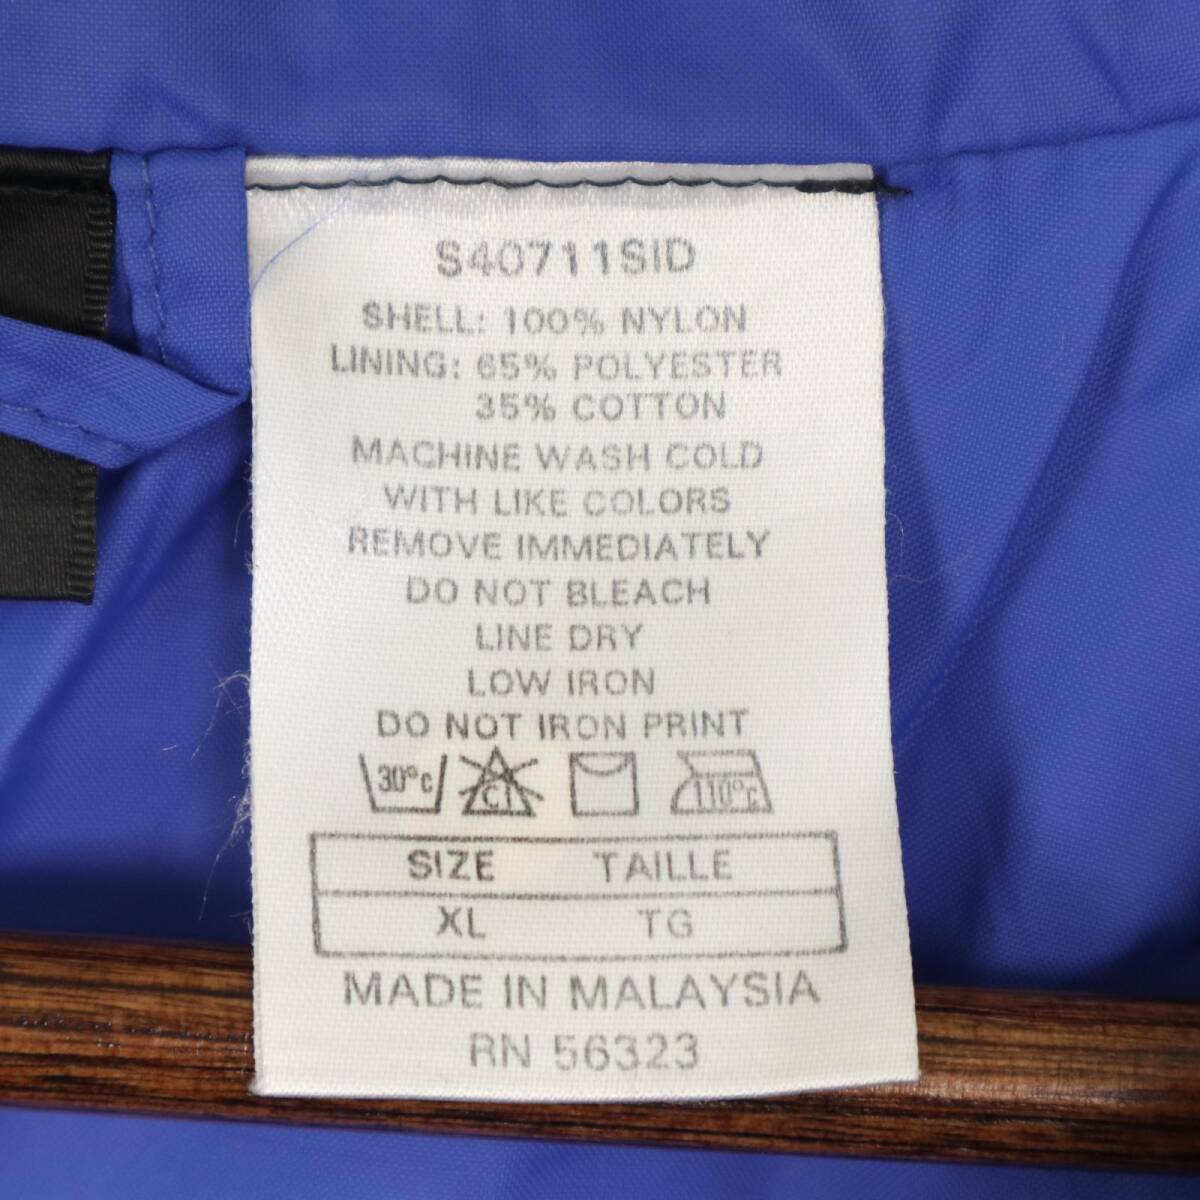 S40711SID
SHELL: 100% NYLON
LINING: 65% POLYESTER
35% COTTON
MACHINE WASH COLD
WITH LIKE COLORS
REMOVE IMMEDIATELY
DO NOT BLEACH
LINE DRY
LOW IRON
DO NOT IRON PRINT
30°c Cl 110°c
SIZE TAILLE
XL TG
MADE IN MALAYSIA
RN 56323